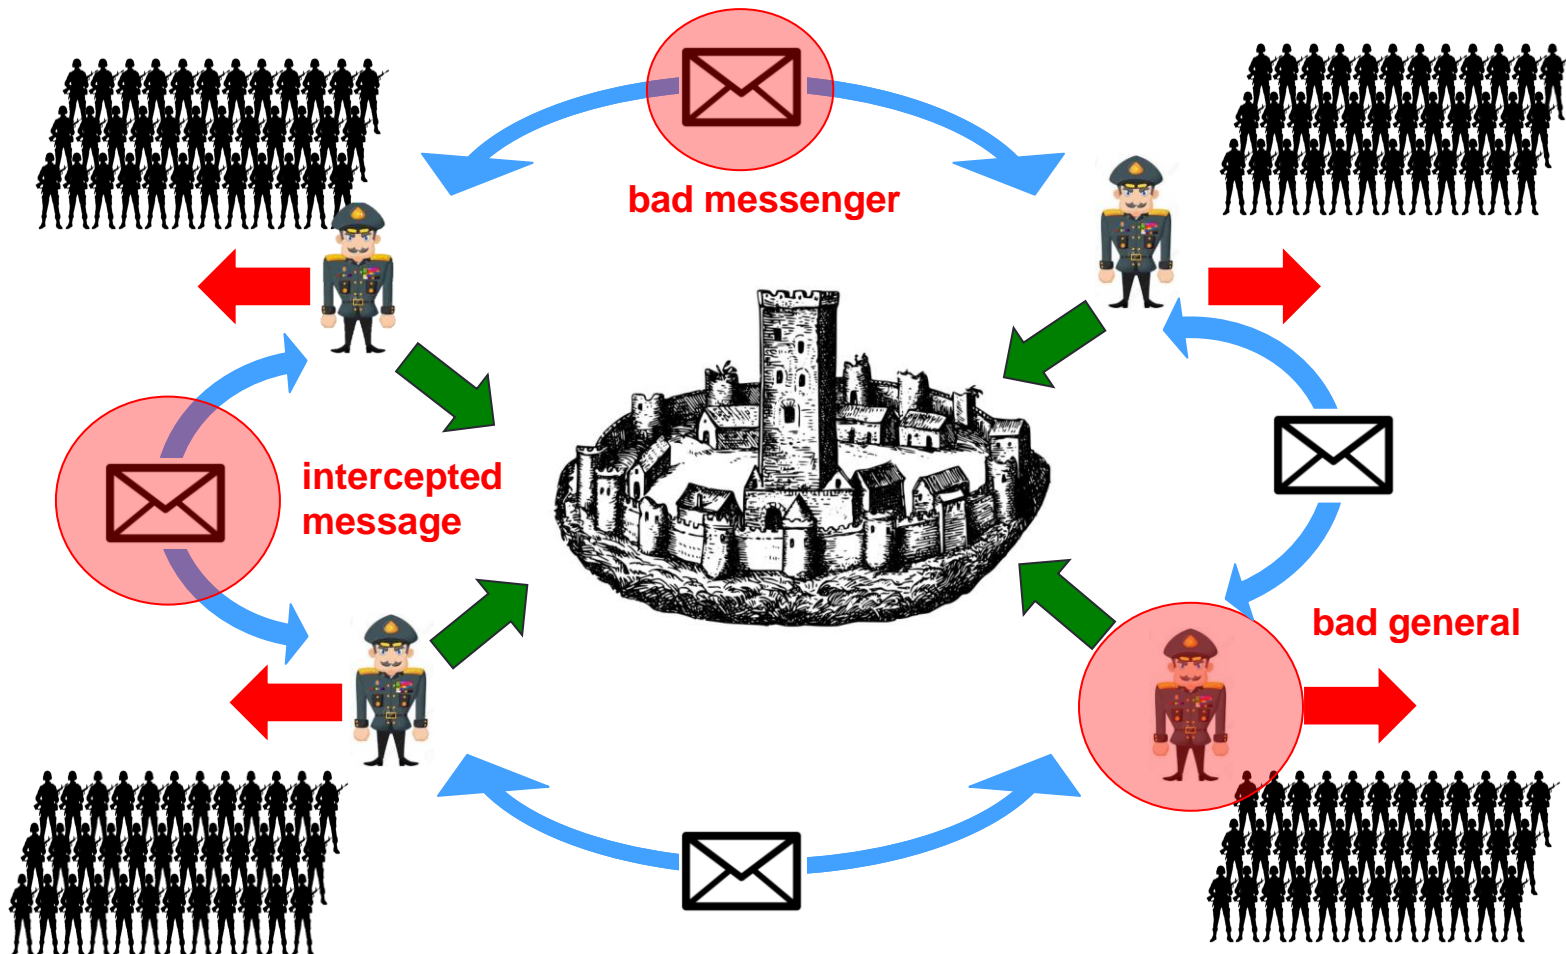 bad messenger
intercepted
message
bad general